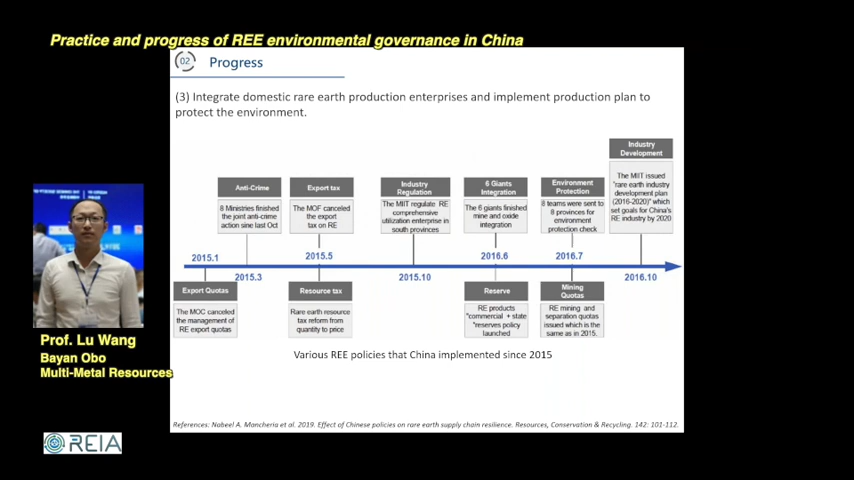 Practice and progress of REE environmental governance in China
02
Progress
(3) Integrate domestic rare earth production enterprises and implement production plan to
protect the environment.
Anti-Crime
8 Ministries finished
the joint anti-crime
action sine last Oct
Export tax
The MOF canceled
the export
tax on RE
Industry
Regulation
The MIIT regulate RE
comprehensive
utilization enterprise in
south provinces
6 Giants
Integration
The 6 giants finished
mine and oxide
integration
Environment
Protection
8 teams were sent to
8 provinces for
environment
protection check
Industry
Development
The MIIT issued
"rare earth industry
development plan
(2016-2020)" which
set goals for China's
RE industry by 2020
2015.1
2015.3
2015.5
2015.10
2016.6
2016.7
2016.10
Export Quotas
The MOC canceled
the management of
RE export quotas
Resource tax
Rare earth resource
tax reform from
quantity to price
Reserve
RE products
"commercial + state
"reserves policy
launched
Mining
Quotas
RE mining and
separation quotas
issued which is the
same as in 2015.
Various REE policies that China implemented since 2015
References: Nabeel A. Mancheria et al. 2019. Effect of Chinese policies on rare earth supply chain resilience. Resources, Conservation & Recycling. 142: 101-112.
Prof. Lu Wang
Bayan Obo
Multi-Metal Resources
REIA